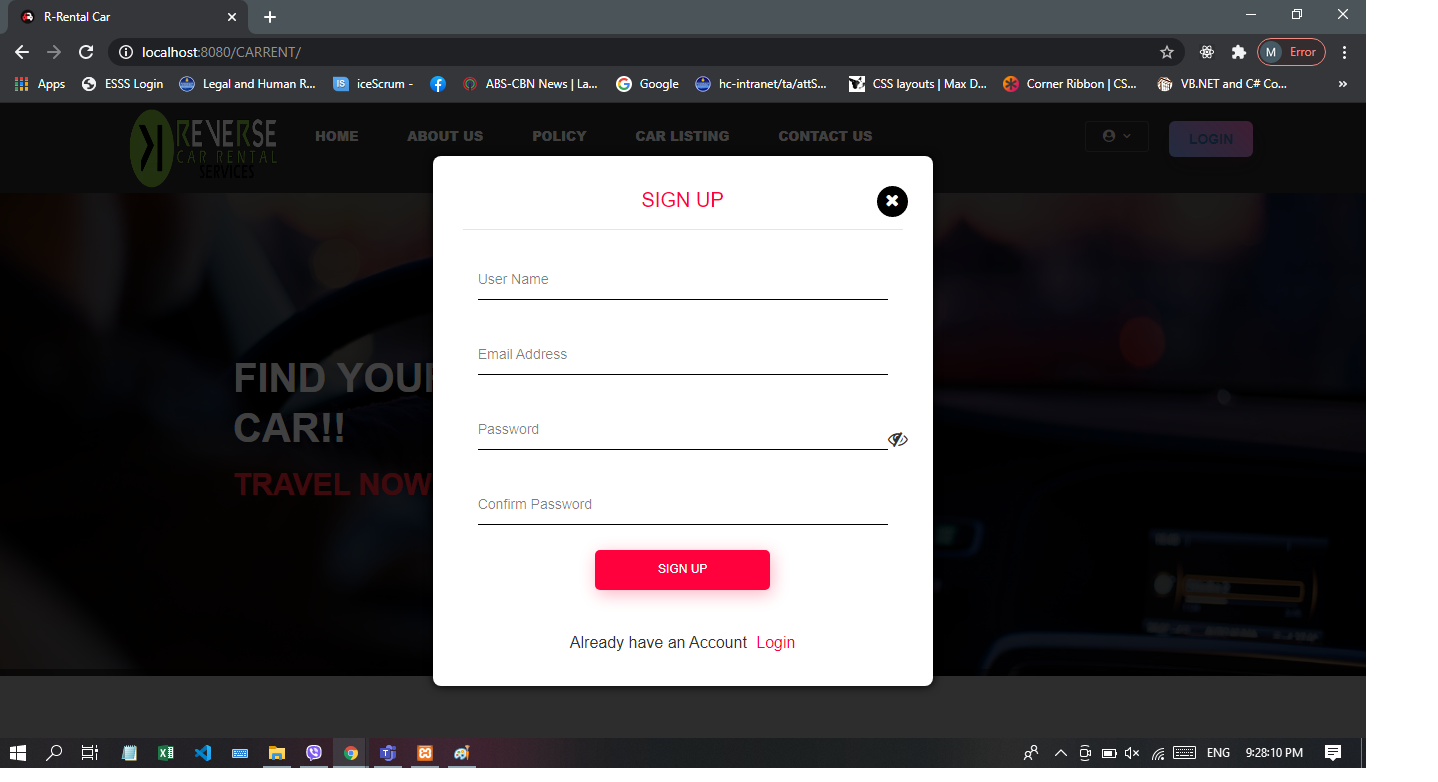 R-Rental Car
localhost:8080/CARRENT/
M Error
Apps ESSS Login Legal and Human R... IS iceScrum - ABS-CBN News | La... Google hc-intranet/ta/attS... CSS layouts | Max D... Corner Ribbon | CS... VB.NET and C# Co... »
REVERSE
CAR RENTAL
SERVICES
HOME ABOUT US POLICY CAR LISTING CONTACT US LOGIN
SIGN UP
User Name
Email Address
Password
Confirm Password
SIGN UP
Already have an Account Login
FIND YOUR
CAR!!
TRAVEL NOW
ENG 9:28:10 PM